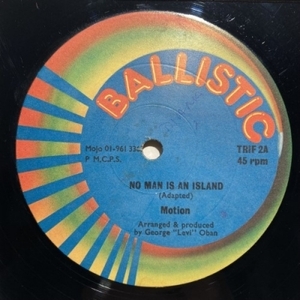 BALLISTIC
Mojo 01-961 33
P M.C.P.S.
TRIF 2A
45 rpm
NO MAN IS AN ISLAND
(Adapted)
Motion
Arranged & produced
by George "Levi" Oban